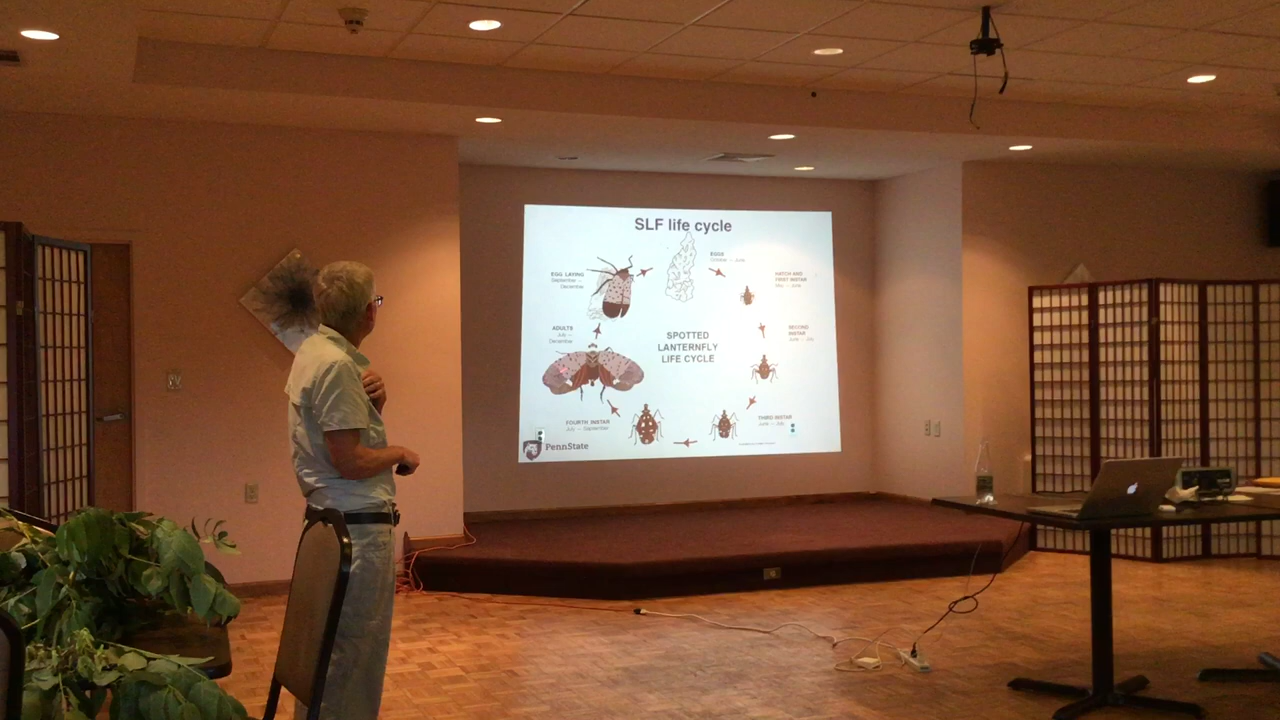 SLF life cycle
EGGS
October — June
EGG LAYING
September —
December
HATCH AND
FIRST INSTAR
May — June
ADULTS
July —
December
SPOTTED
LANTERNFLY
LIFE CYCLE
SECOND
INSTAR
June — July
FOURTH INSTAR
July — September
THIRD INSTAR
June — July
PennState